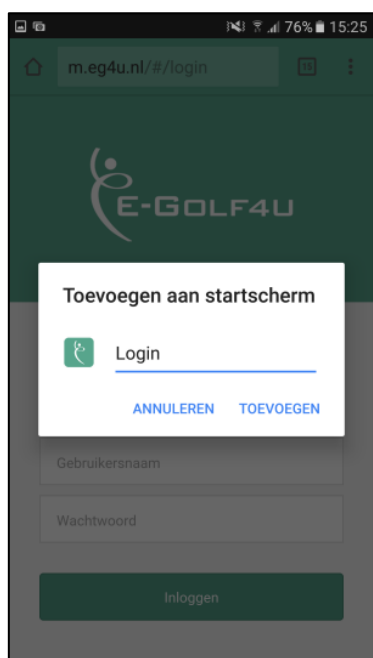 76% 15:25
m.eg4u.nl/#/login 15
E-GOLF4U
Toevoegen aan startscherm
Login
ANNULEREN TOEVOEGEN
Gebruikersnaam
Wachtwoord
Inloggen